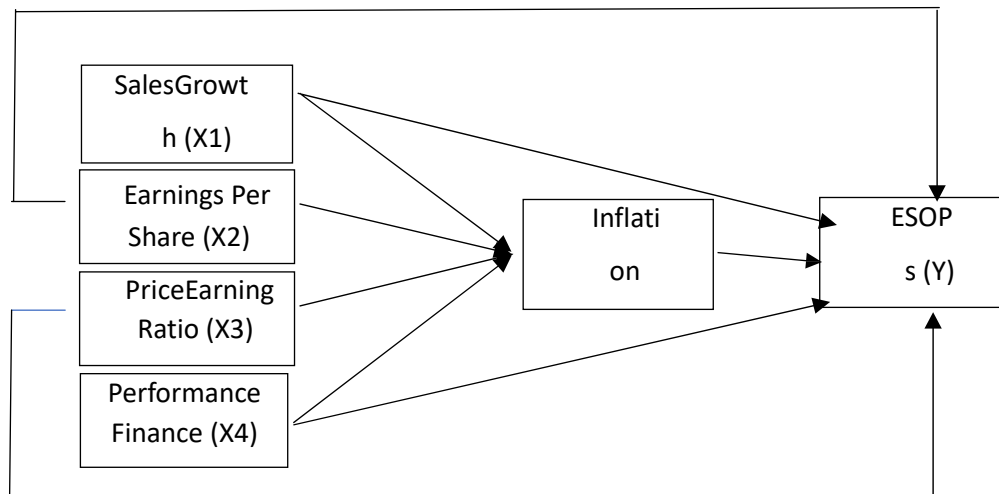 SalesGrowt
h (X1)
Earnings Per
Share (X2)
PriceEarning
Ratio (X3)
Performance
Finance (X4)
Inflati
on
ESOP
s (Y)